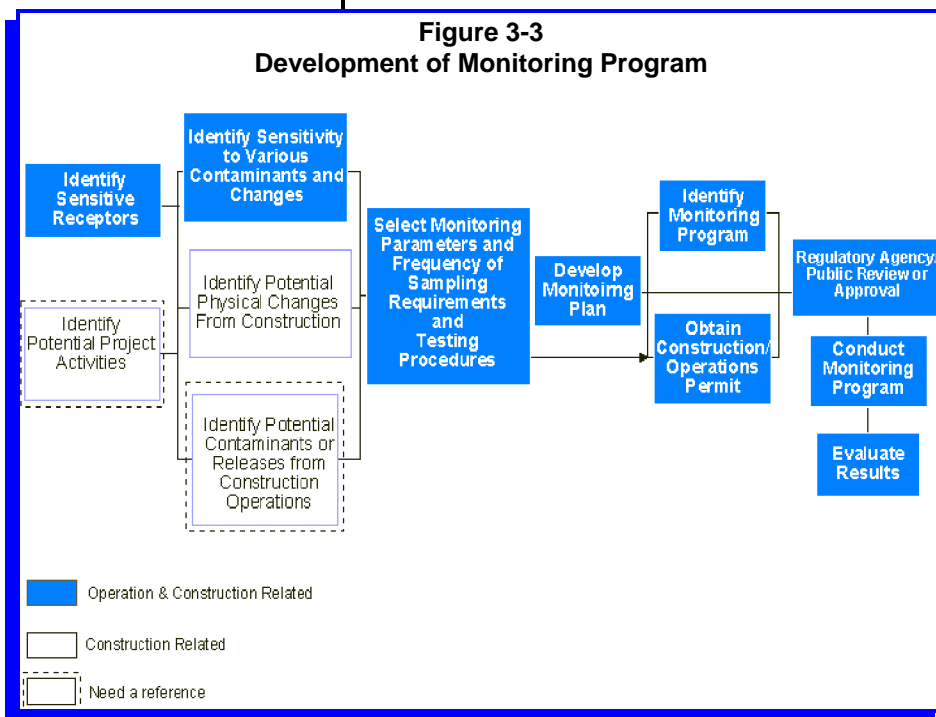 Figure 3-3
Development of Monitoring Program
Identify
Sensitive
Receptors
Identify
Potential Project
Activities
Identify Sensitivity
to Various
Contaminants and
Changes
Identify Potential
Physical Changes
From Construction
Identify Potential
Contaminants or
Releases from
Construction
Operations
Select Monitoring
Parameters and
Frequency of
Sampling
Requirements
and
Testing
Procedures
Develop
Monitoirng
Plan
Identify
Monitoring
Program
Obtain
Construction/
Operations
Permit
Regulatory Agency/
Public Review or
Approval
Conduct
Monitoring
Program
Evaluate
Results
Operation & Construction Related
Construction Related
Need a reference